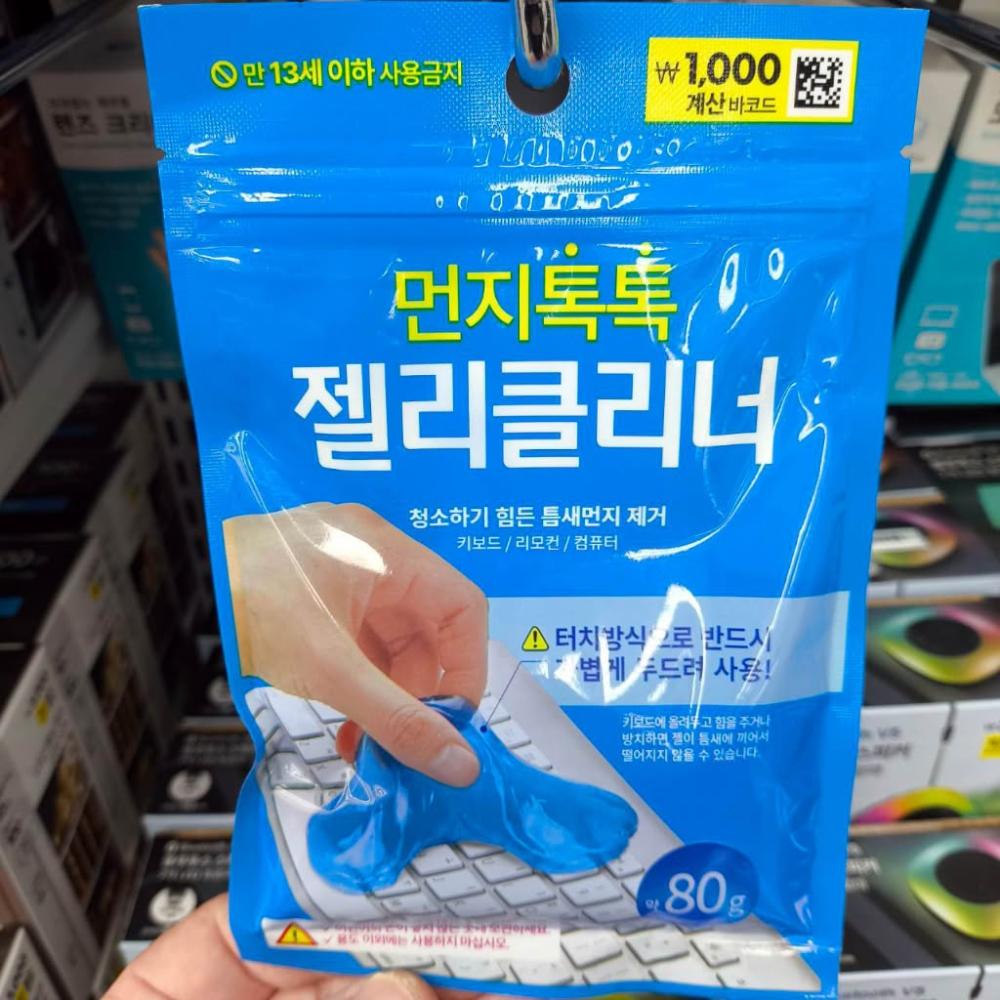 만 13세 이하 사용금지
₩1,000
계산 바코드
먼지톡톡
젤리클리너
청소하기 힘든 틈새먼지 제거
키보드 / 리모컨 / 컴퓨터
터치방식으로 반드시
가볍게 두드려 사용!
키보드에 올려두고 힘을 주거나
방치하면 젤이 틈새에 끼어서
떨어지지 않을 수 있습니다.
약 80g
용도 이외에는 사용하지 마십시오.